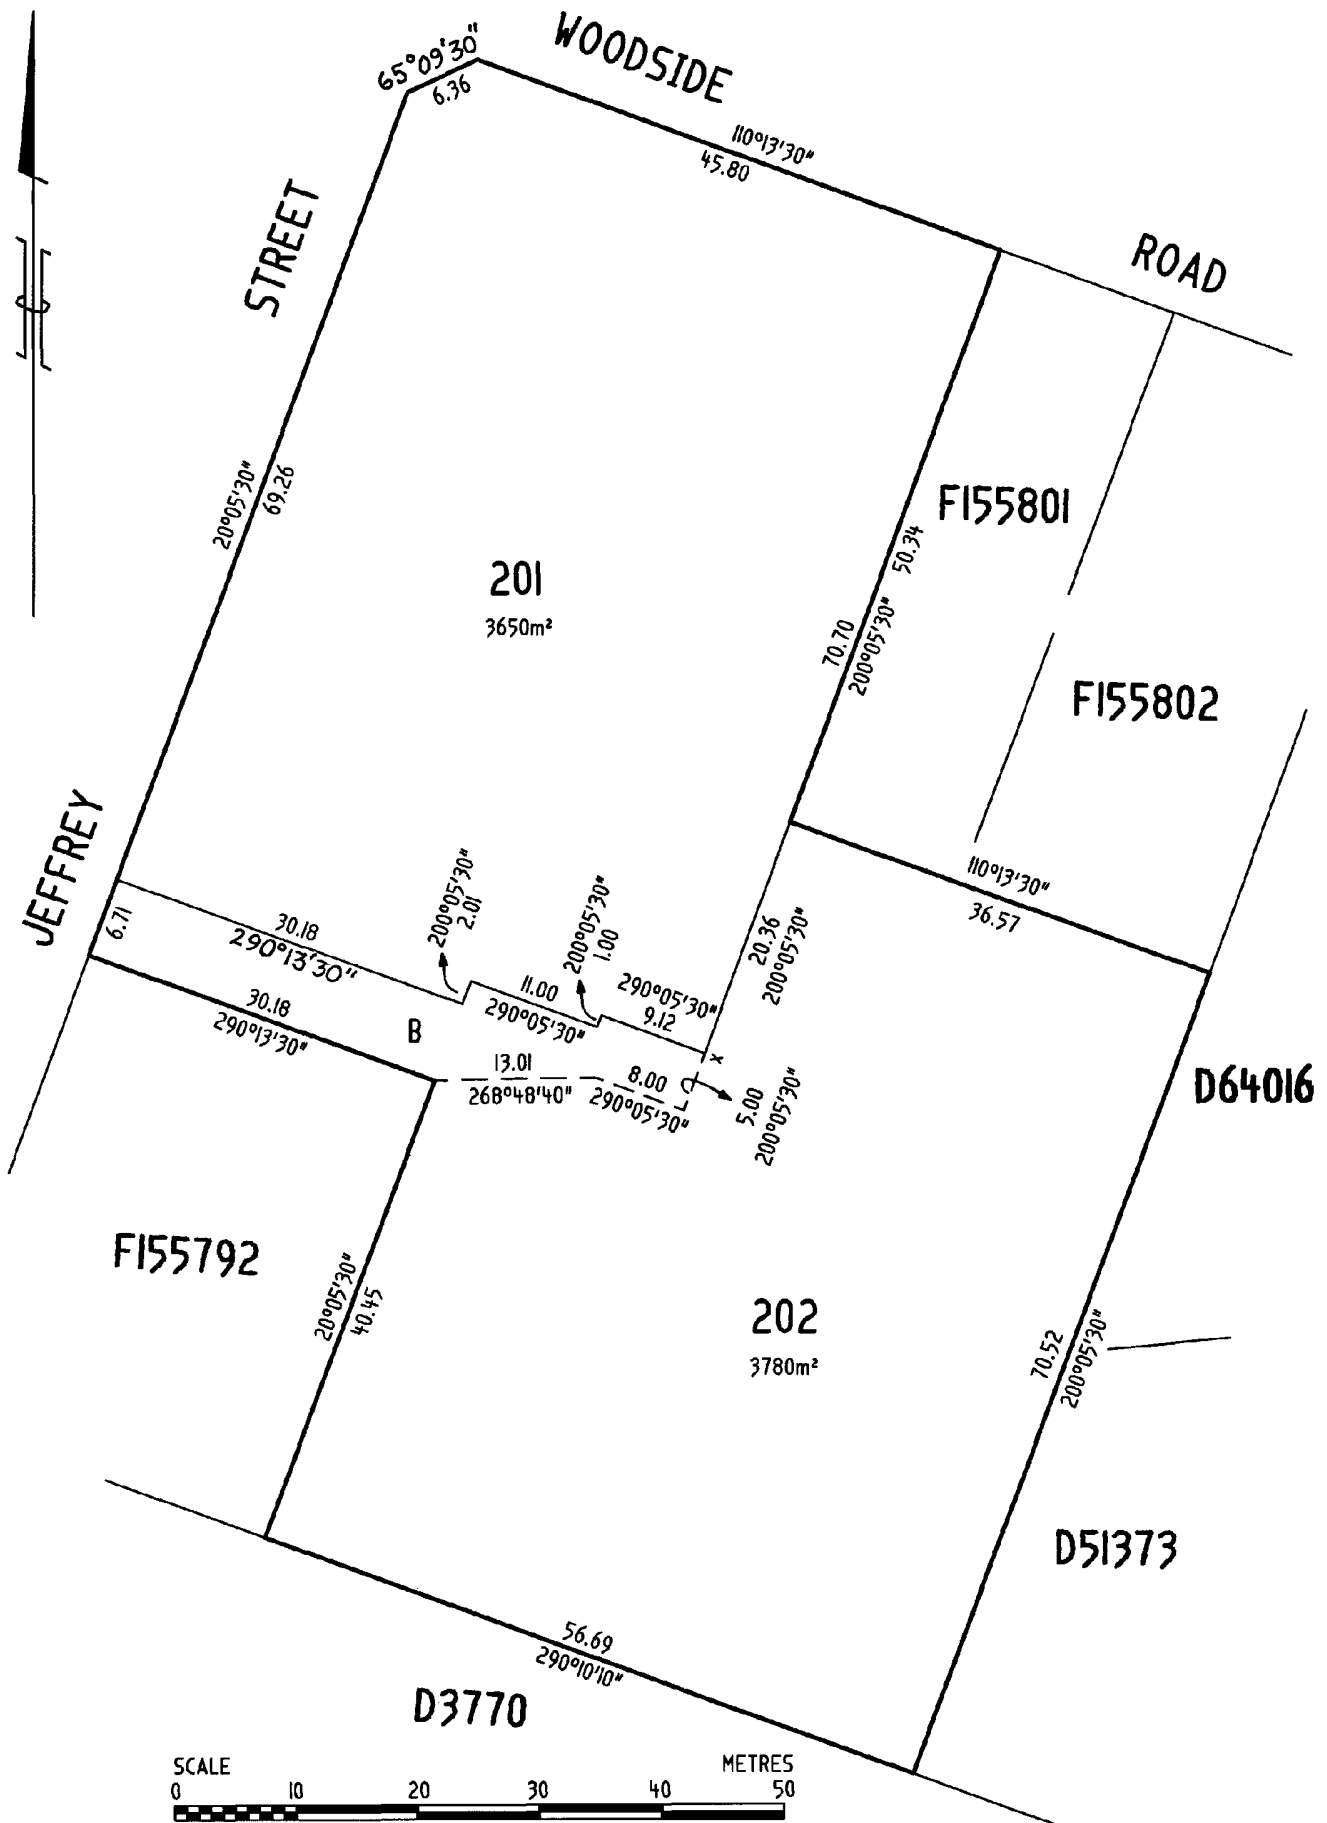 WOODSIDE
65°09'30"
6.36
110°13'30"
45.80
ROAD
STREET
20°05'30"
69.26
F155801
50.34
201
3650m²
70.70
200°05'30"
F155802
JEFFREY
6.71
30.18
290°13'30"
200°05'30"
2.01
200°05'30"
1.00
11.00
290°05'30"
290°05'30"
9.12
20.36
200°05'30"
110°13'30"
36.57
30.18
290°13'30"
B
13.01
268°48'40"
8.00
290°05'30"
x
5.00
200°05'30"
D64016
F155792
20°05'30"
40.45
202
3780m²
70.52
200°05'30"
D51373
56.69
290°10'10"
D3770
SCALE METRES
0 10 20 30 40 50